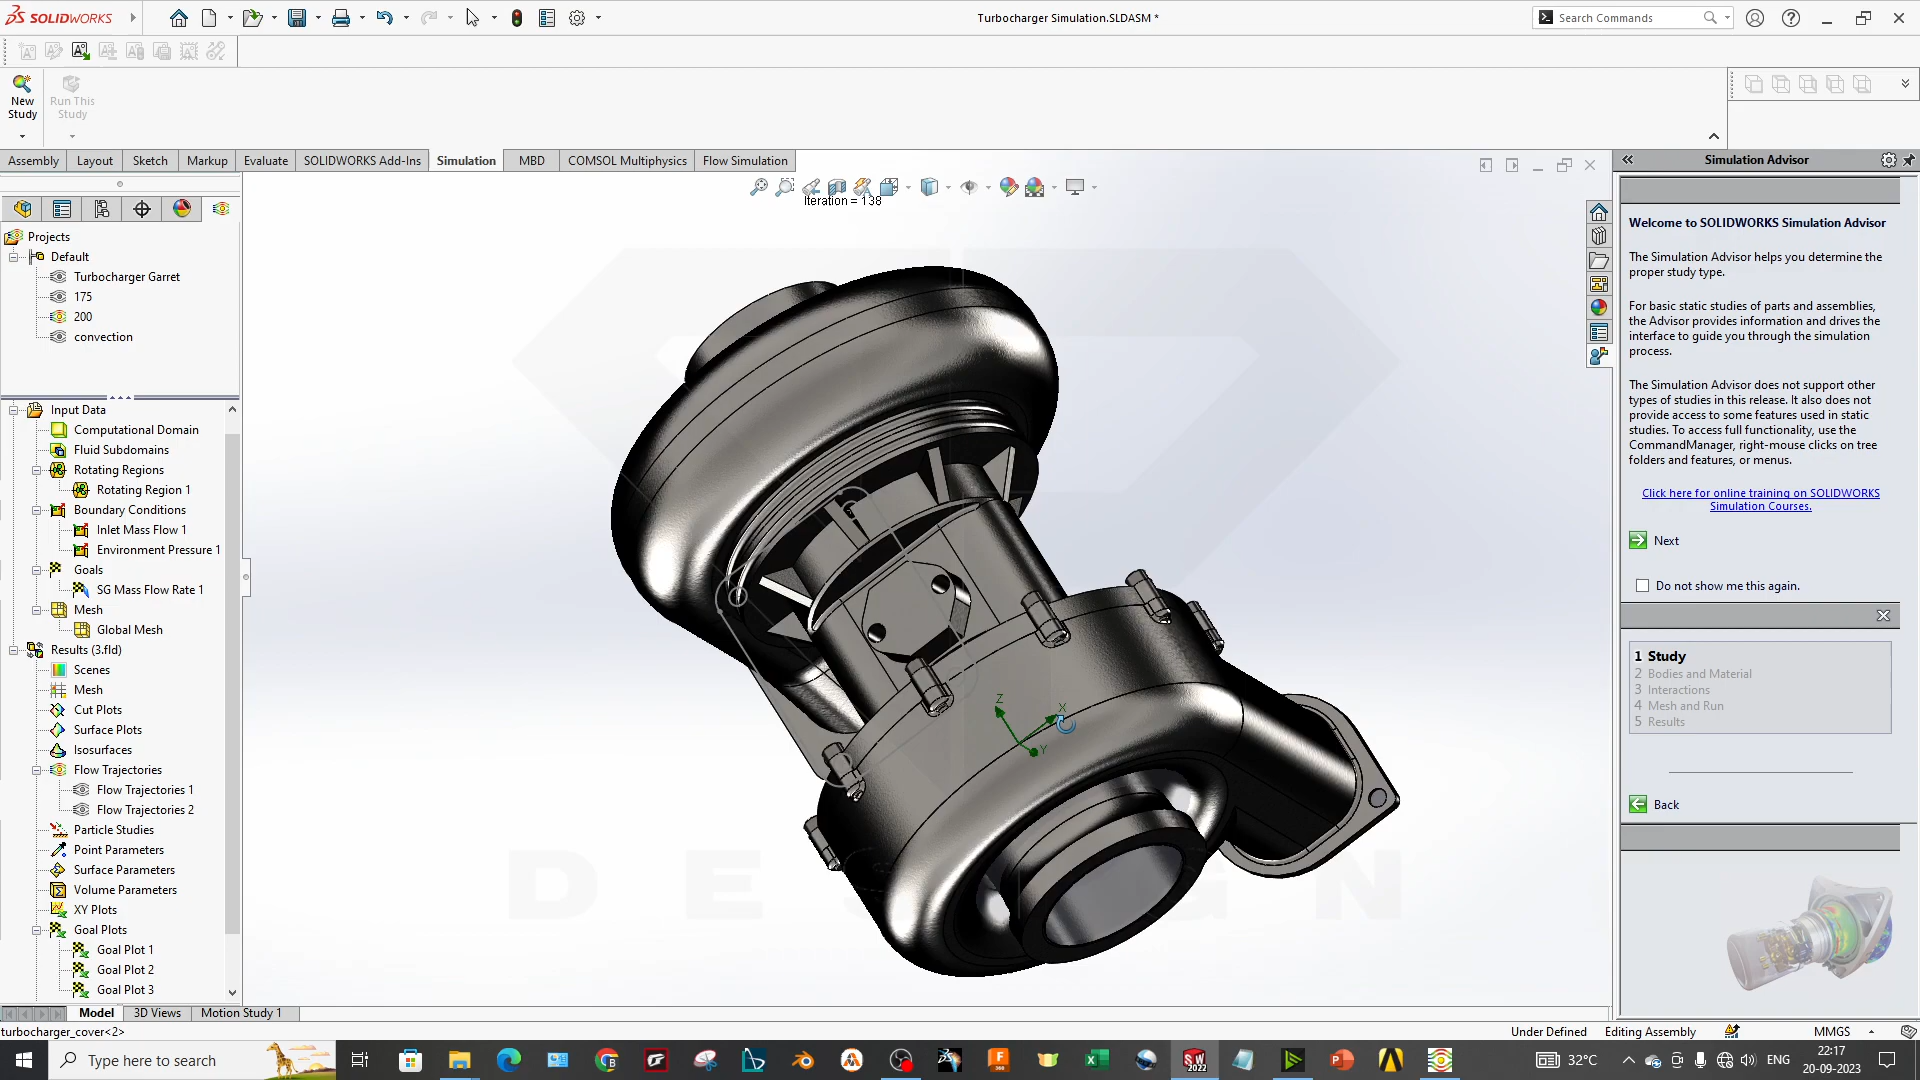 SOLIDWORKS
Turbocharger Simulation.SLDASM *
Search Commands
New
Study
Run This
Study
Assembly
Layout
Sketch
Markup
Evaluate
SOLIDWORKS Add-Ins
Simulation
MBD
COMSOL Multiphysics
Flow Simulation
Iteration = 138
Projects
Default
Turbocharger Garret
175
200
convection
Input Data
Computational Domain
Fluid Subdomains
Rotating Regions
Rotating Region 1
Boundary Conditions
Inlet Mass Flow 1
Environment Pressure 1
Goals
SG Mass Flow Rate 1
Mesh
Global Mesh
Results (3.fld)
Scenes
Mesh
Cut Plots
Surface Plots
Isosurfaces
Flow Trajectories
Flow Trajectories 1
Flow Trajectories 2
Particle Studies
Point Parameters
Surface Parameters
Volume Parameters
XY Plots
Goal Plots
Goal Plot 1
Goal Plot 2
Goal Plot 3
Z
X
Y
DESIGN
Simulation Advisor
Welcome to SOLIDWORKS Simulation Advisor
The Simulation Advisor helps you determine the
proper study type.
For basic static studies of parts and assemblies,
the Advisor provides information and drives the
interface to guide you through the simulation
process.
The Simulation Advisor does not support other
types of studies in this release. It also does not
provide access to some features used in static
studies. To access full functionality, use the
CommandManager, right-mouse clicks on tree
folders and features, or menus.
Click here for online training on SOLIDWORKS
Simulation Courses.
Next
Do not show me this again.
1 Study
2 Bodies and Material
3 Interactions
4 Mesh and Run
5 Results
Back
Model
3D Views
Motion Study 1
turbocharger_cover<2>
Under Defined
Editing Assembly
MMGS
Type here to search
SW
2022
32°C
ENG
22:17
20-09-2023